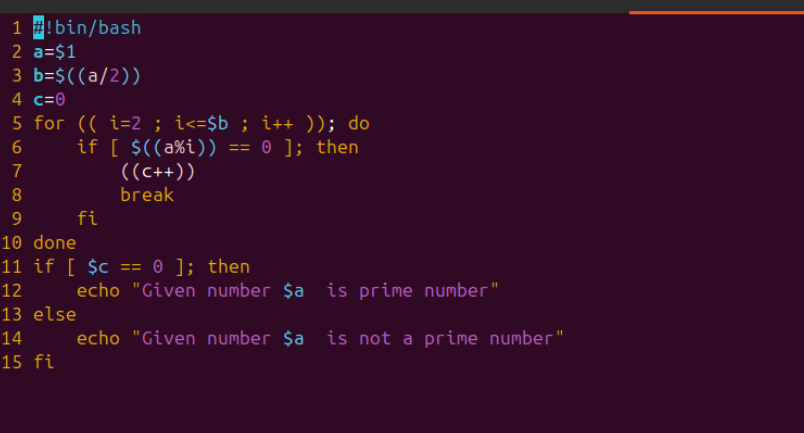 1 #!bin/bash
2 a=$1
3 b=$((a/2))
4 c=0
5 for (( i=2 ; i<=$b ; i++ )); do
6     if [ $((a%i)) == 0 ]; then
7         ((c++))
8         break
9     fi
10 done
11 if [ $c == 0 ]; then
12     echo "Given number $a  is prime number"
13 else
14     echo "Given number $a  is not a prime number"
15 fi